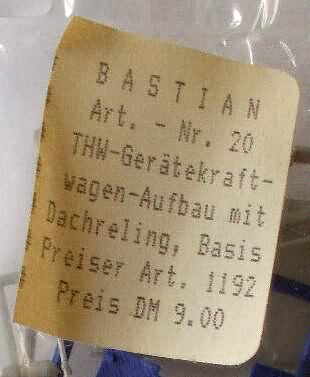 B A S T I A N
Art. - Nr. 20
THW-Gerätekraft-
wagen-Aufbau mit
Dachreling, Basis
Preiser Art. 1192
Preis DM 9.00